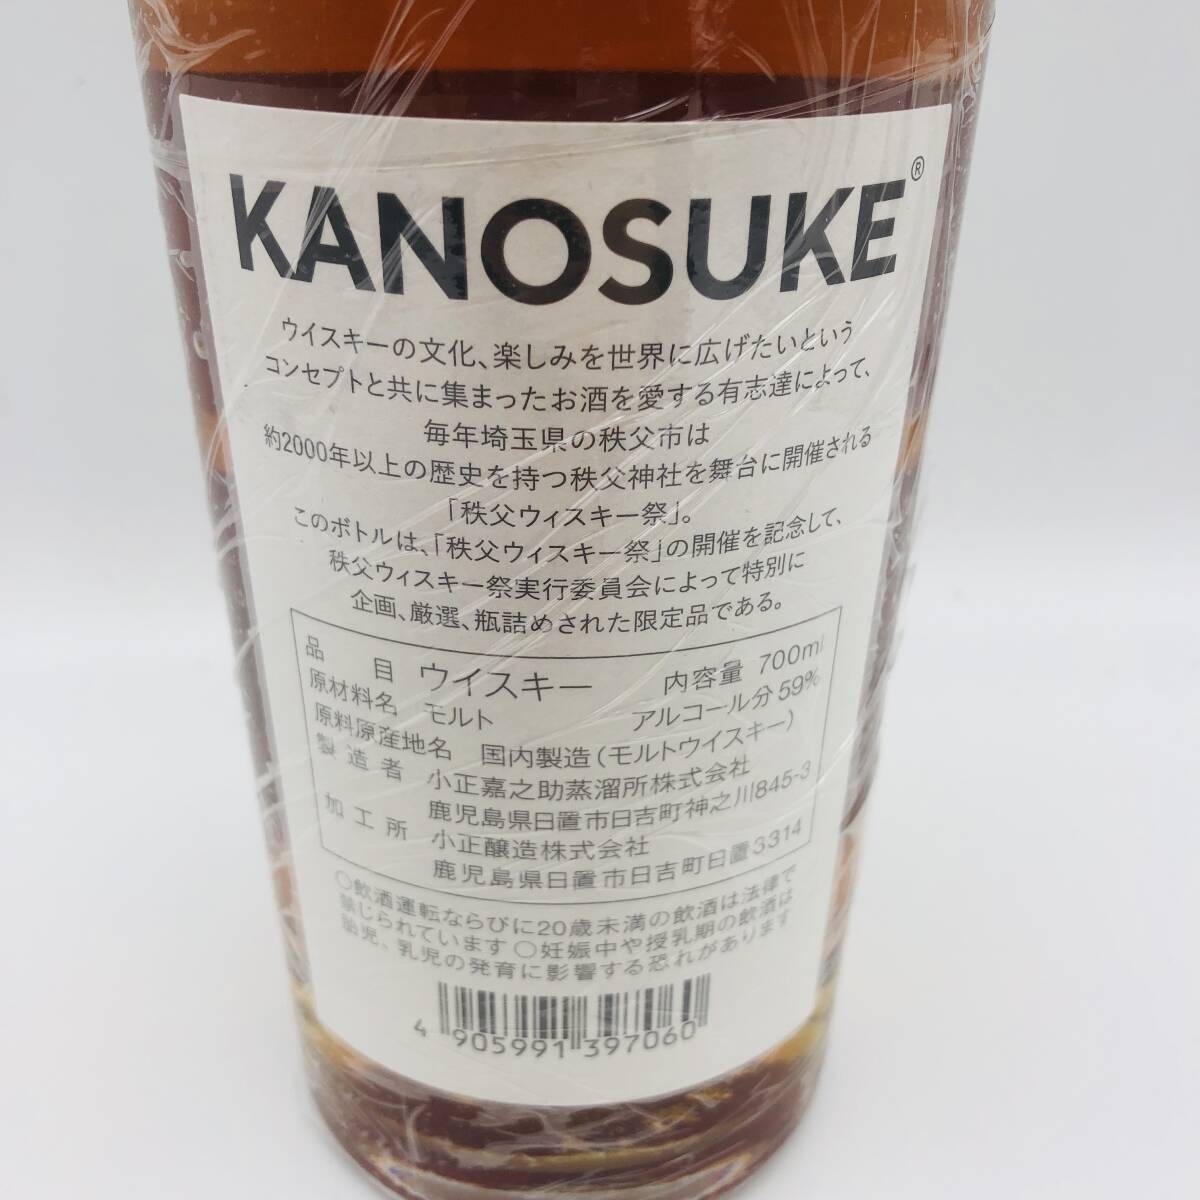 KANOSUKE®
ウイスキーの文化、楽しみを世界に広げたいという
コンセプトと共に集まったお酒を愛する有志達によって、
毎年埼玉県の秩父市は
約2000年以上の歴史を持つ秩父神社を舞台に開催される
「秩父ウィスキー祭」。
このボトルは、「秩父ウィスキー祭」の開催を記念して、
秩父ウィスキー祭実行委員会によって特別に
企画、厳選、瓶詰めされた限定品である。
品目 ウイスキー 内容量 700ml
原材料名 モルト アルコール分 59%
原料原産地名 国内製造(モルトウイスキー)
製造者 小正嘉之助蒸溜所株式会社
鹿児島県日置市日吉町神之川845-3
加工所 小正醸造株式会社
鹿児島県日置市日吉町日置3314
○飲酒運転ならびに20歳未満の飲酒は法律で
禁じられています ○妊娠中や授乳期の飲酒は
胎児、乳児の発育に影響する恐れがあります
4 905991 397060